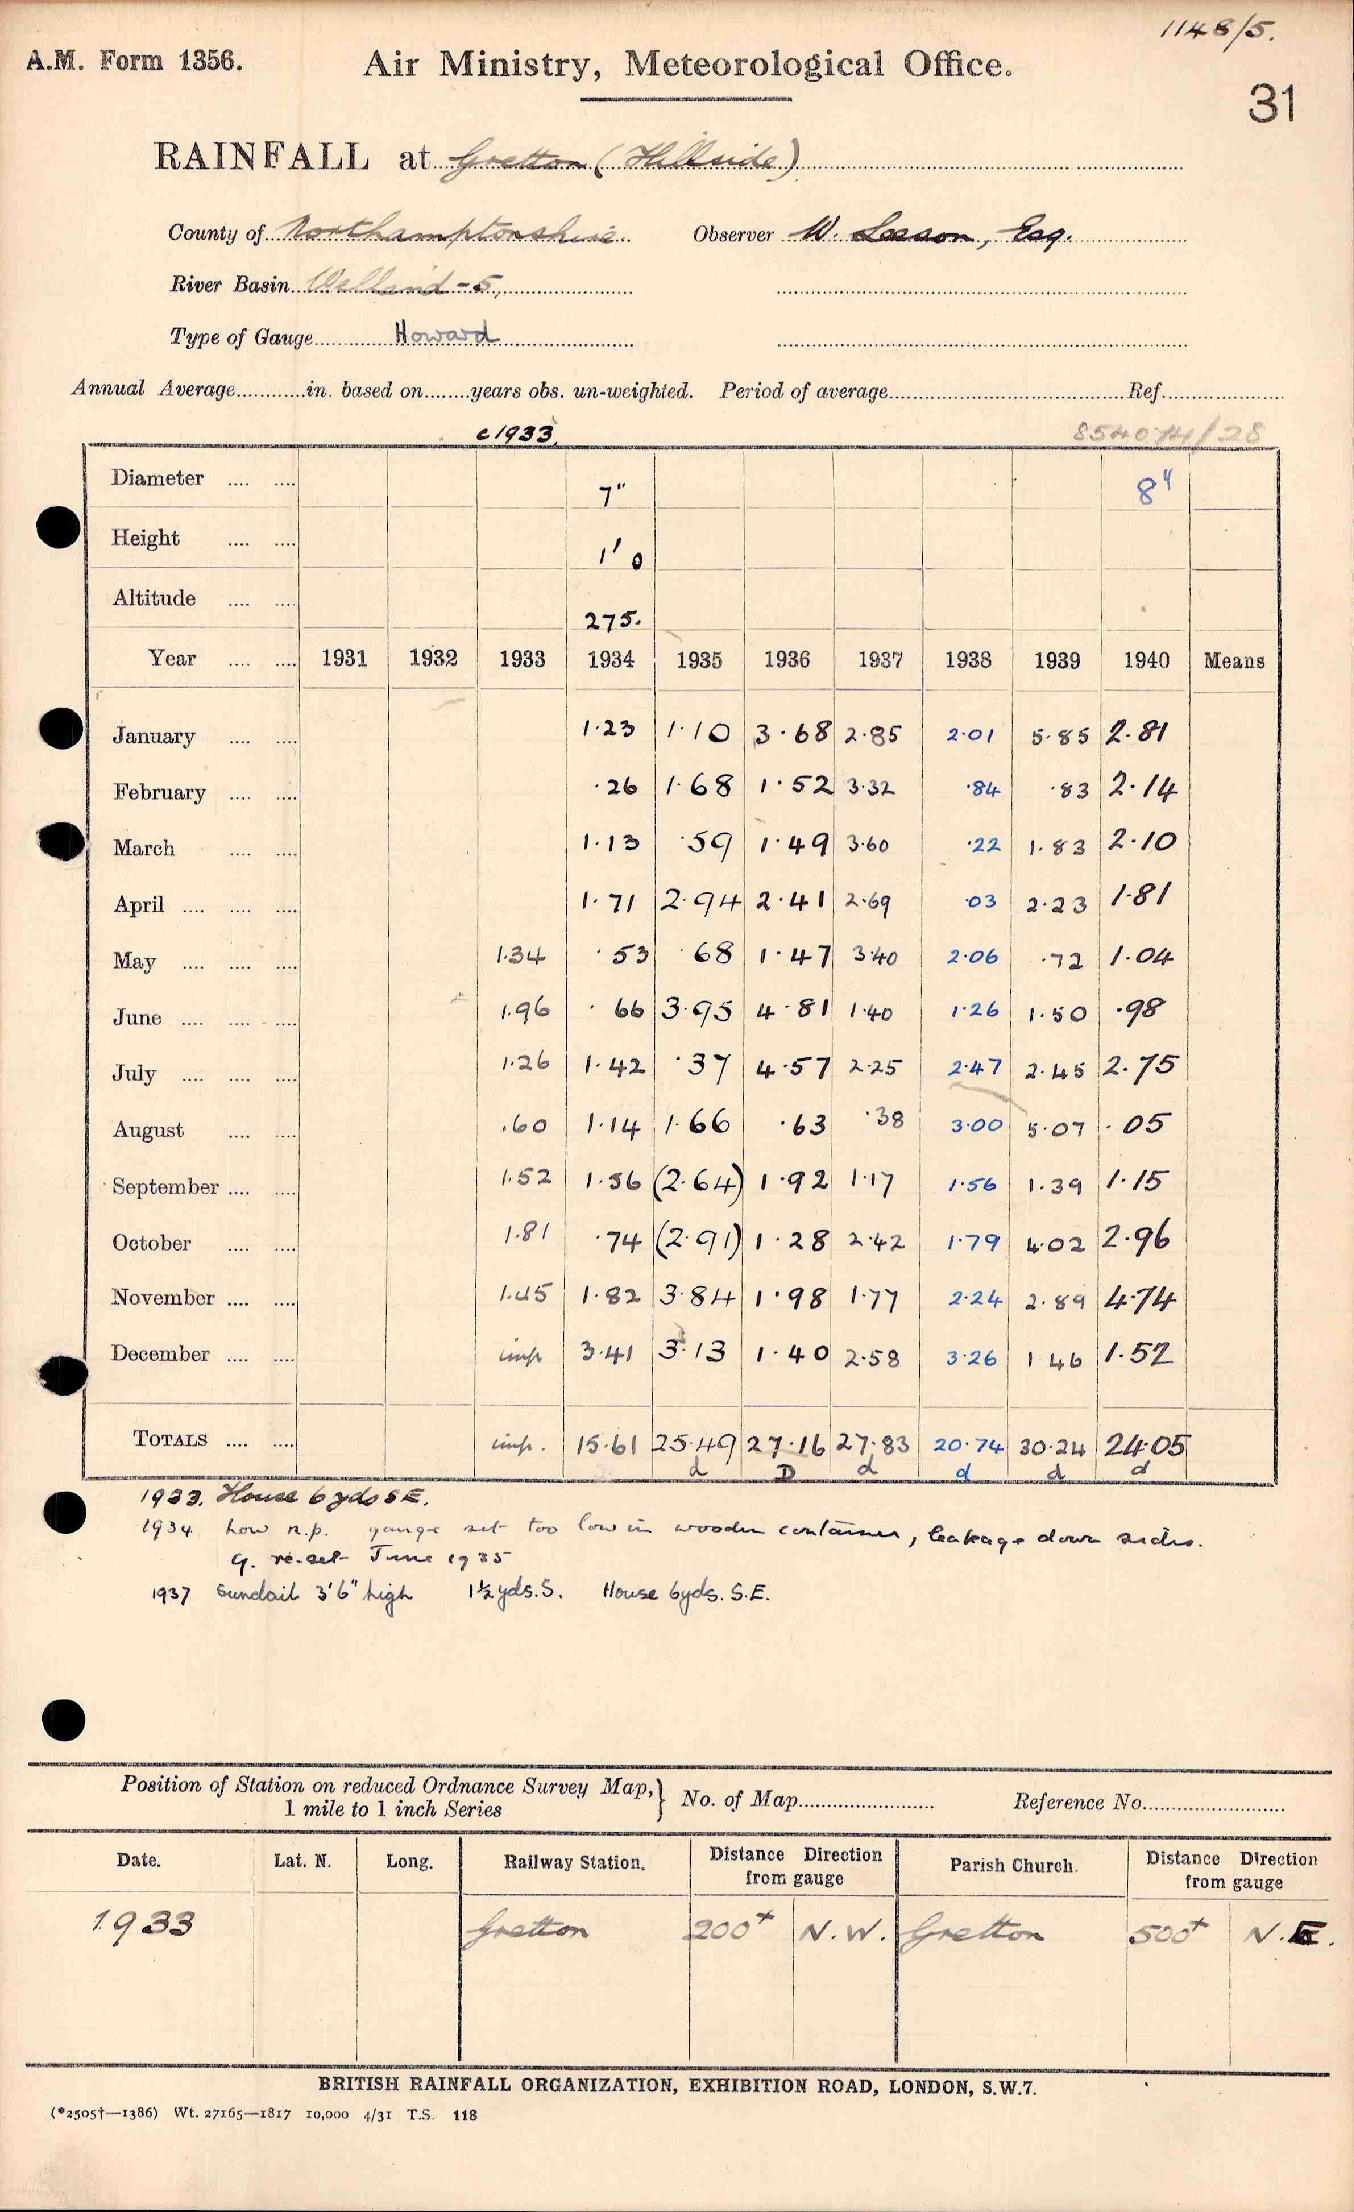 1148/5.
A.M. Form 1356.
Air Ministry, Meteorological Office.
31
RAINFALL at Gretton (Hillside)
County of Northamptonshire Observer W. Leason, Esq.
River Basin Welland - 5.
Type of Gauge Howard
Annual Average in. based on years obs. un-weighted. Period of average Ref.
c1933. 854074/28
Diameter 7" 8"
Height 1' 0
Altitude 275.
Year 1931 1932 1933 1934 1935 1936 1937 1938 1939 1940 Means
January 1.23 1.10 3.68 2.85 2.01 5.85 2.81
February .26 1.68 1.52 3.32 .84 .83 2.14
March 1.13 .59 1.49 3.60 .22 1.83 2.10
April 1.71 2.94 2.41 2.69 .03 2.23 1.81
May 1.34 .53 .68 1.47 3.40 2.06 .72 1.04
June 1.96 .66 3.95 4.81 1.40 1.26 1.50 .98
July 1.26 1.42 .37 4.57 2.25 2.47 2.45 2.75
August .60 1.14 1.66 .63 .38 3.00 5.07 .05
September 1.52 1.56 (2.64) 1.92 1.17 1.56 1.39 1.15
October 1.81 .74 (2.91) 1.28 2.42 1.79 4.02 2.96
November 1.45 1.82 3.84 1.98 1.77 2.24 2.89 4.74
December imp 3.41 3.13 1.40 2.58 3.26 1 46 1.52
TOTALS imp. 15.61 25.49 27.16 27.83 20.74 30.24 24.05
d D d d d d
1933. House 6 yds S E.
1934 Low n.p. gauge set too low in wooden container, leakage down sides.
g. re-set June 1935
1937 Sundail 3'6" high 1½ yds. S. House 6yds. S.E.
Position of Station on reduced Ordnance Survey Map, } No. of Map Reference No.
1 mile to 1 inch Series
Date. Lat. N. Long. Railway Station. Distance Direction from gauge Parish Church. Distance Direction from gauge
1933 Gretton 200+ N.W. Gretton 500+ N.E.
BRITISH RAINFALL ORGANIZATION, EXHIBITION ROAD, LONDON, S.W.7.
(*2505†—1386) Wt. 27165—1817 10,000 4/31 T.S. 118